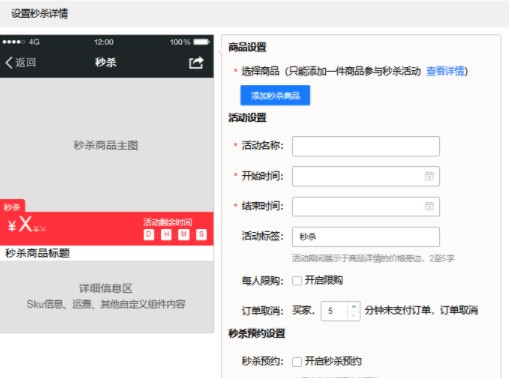 设置秒杀详情
4G 12:00 100%
返回 秒杀
秒杀商品主图
秒杀
¥X¥X
活动剩余时间
D H M S
秒杀商品标题
详细信息区
Sku信息、运费、其他自定义组件内容
商品设置
* 选择商品（只能添加一件商品参与秒杀活动 查看详情）
添加秒杀商品
活动设置
* 活动名称：
* 开始时间：
* 结束时间：
活动标签： 秒杀
活动期间展示于商品详情的价格旁边，2至5字
每人限购： 开启限购
订单取消： 买家， 5 分钟未支付订单，订单取消
秒杀预约设置
秒杀预约： 开启秒杀预约